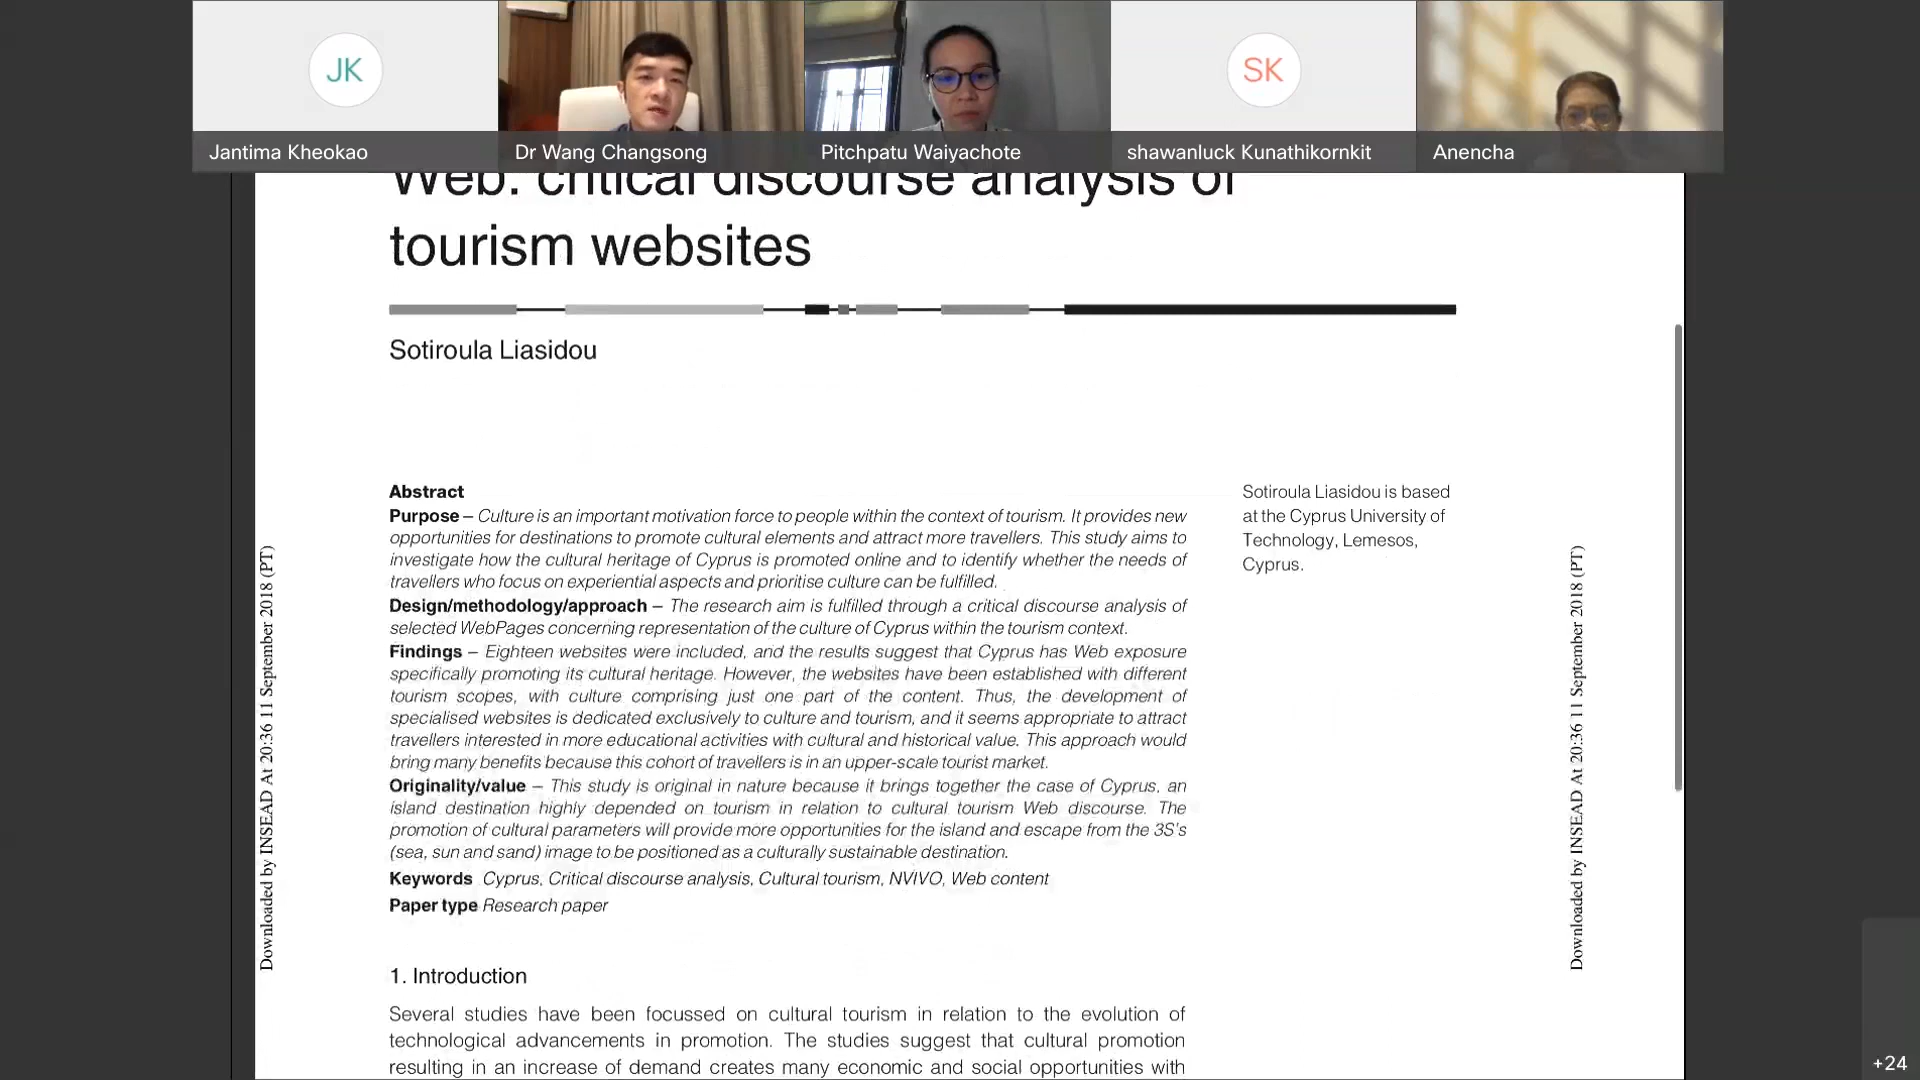 JK
SK
Jantima Kheokao
Dr Wang Changsong
Pitchpatu Waiyachote
shawanluck Kunathikornkit
Anencha
Web: critical discourse analysis of
tourism websites
Sotiroula Liasidou
Abstract
Purpose – Culture is an important motivation force to people within the context of tourism. It provides new
opportunities for destinations to promote cultural elements and attract more travellers. This study aims to
investigate how the cultural heritage of Cyprus is promoted online and to identify whether the needs of
travellers who focus on experiential aspects and prioritise culture can be fulfilled.
Design/methodology/approach – The research aim is fulfilled through a critical discourse analysis of
selected WebPages concerning representation of the culture of Cyprus within the tourism context.
Findings – Eighteen websites were included, and the results suggest that Cyprus has Web exposure
specifically promoting its cultural heritage. However, the websites have been established with different
tourism scopes, with culture comprising just one part of the content. Thus, the development of
specialised websites is dedicated exclusively to culture and tourism, and it seems appropriate to attract
travellers interested in more educational activities with cultural and historical value. This approach would
bring many benefits because this cohort of travellers is in an upper-scale tourist market.
Originality/value – This study is original in nature because it brings together the case of Cyprus, an
island destination highly depended on tourism in relation to cultural tourism Web discourse. The
promotion of cultural parameters will provide more opportunities for the island and escape from the 3S's
(sea, sun and sand) image to be positioned as a culturally sustainable destination.
Keywords Cyprus, Critical discourse analysis, Cultural tourism, NVIVO, Web content
Paper type Research paper
Sotiroula Liasidou is based
at the Cyprus University of
Technology, Lemesos,
Cyprus.
1. Introduction
Several studies have been focussed on cultural tourism in relation to the evolution of
technological advancements in promotion. The studies suggest that cultural promotion
resulting in an increase of demand creates many economic and social opportunities with
Downloaded by INSEAD At 20:36 11 September 2018 (PT)
Downloaded by INSEAD At 20:36 11 September 2018 (PT)
+24